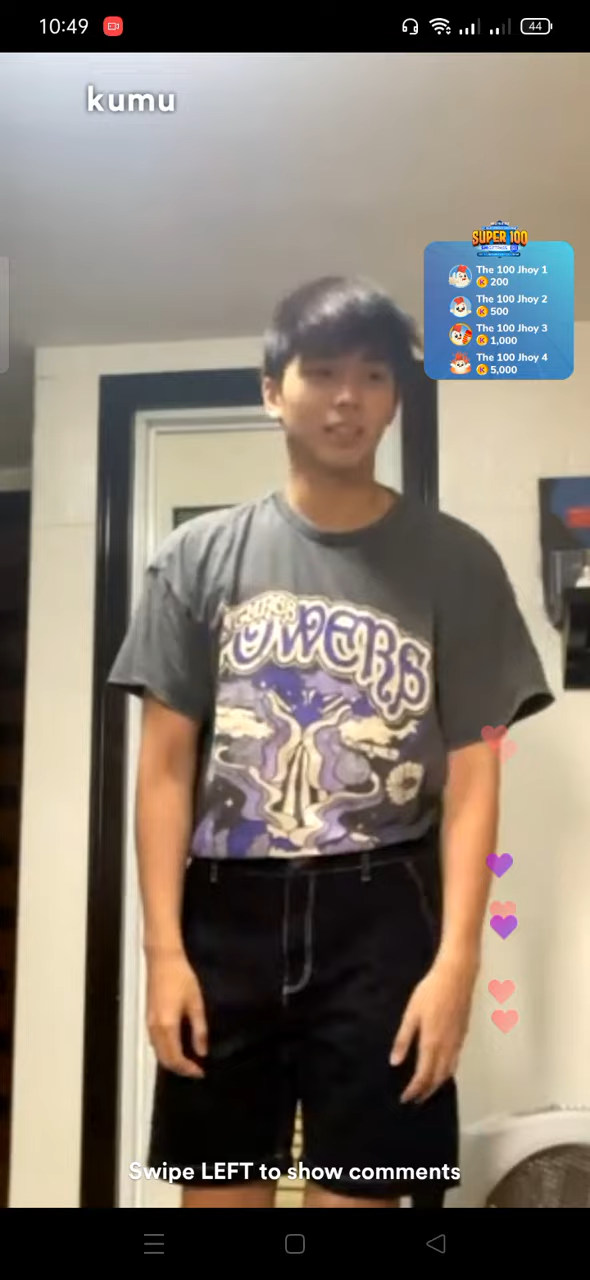 10:49
44
kumu
SUPER 100
The 100 Jhoy 1
200
The 100 Jhoy 2
500
The 100 Jhoy 3
1,000
The 100 Jhoy 4
5,000
Swipe LEFT to show comments